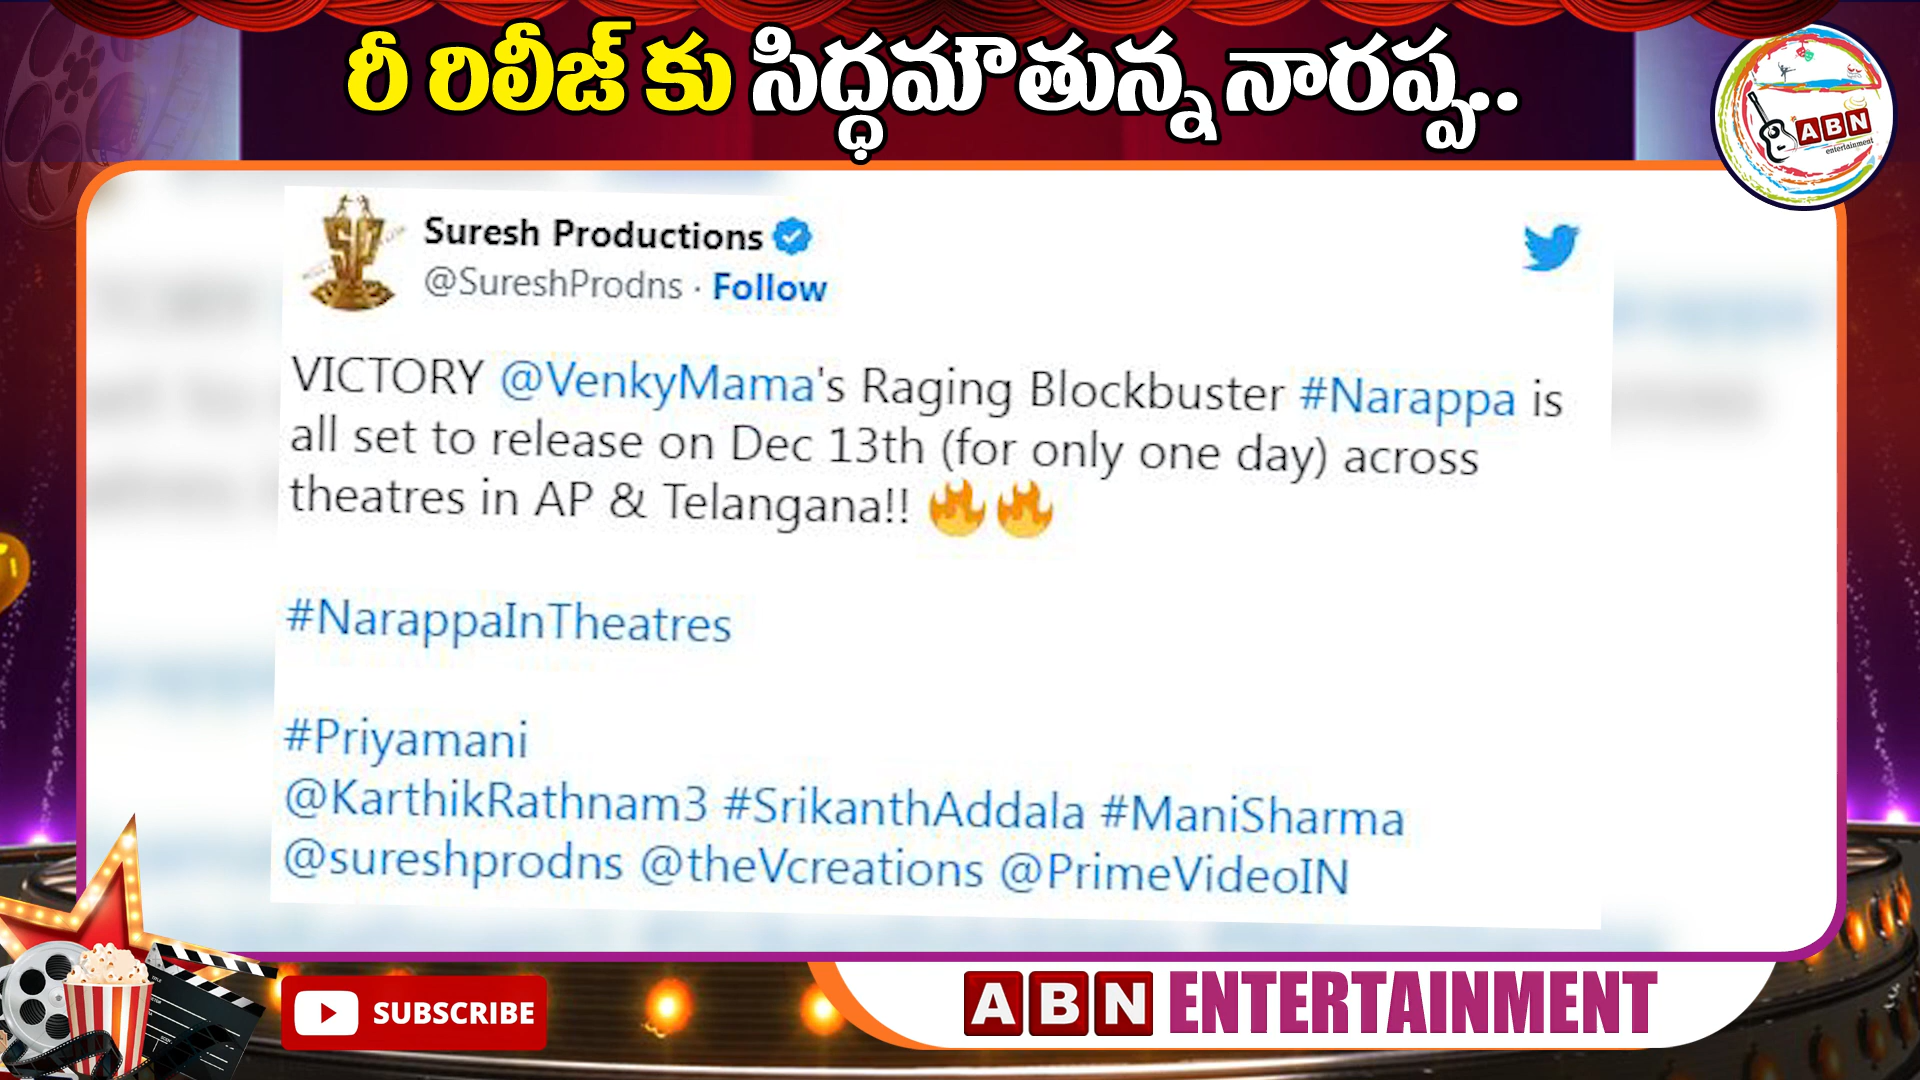 రీ రిలీజ్ కు సిద్ధమౌతున్న నారప్ప..
ABN
entertainment
Suresh Productions
@SureshProdns · Follow
VICTORY @VenkyMama's Raging Blockbuster #Narappa is
all set to release on Dec 13th (for only one day) across
theatres in AP & Telangana!! 🔥🔥
#NarappaInTheatres
#Priyamani
@KarthikRathnam3 #SrikanthAddala #ManiSharma
@sureshprodns @theVcreations @PrimeVideoIN
SUBSCRIBE
ABN ENTERTAINMENT